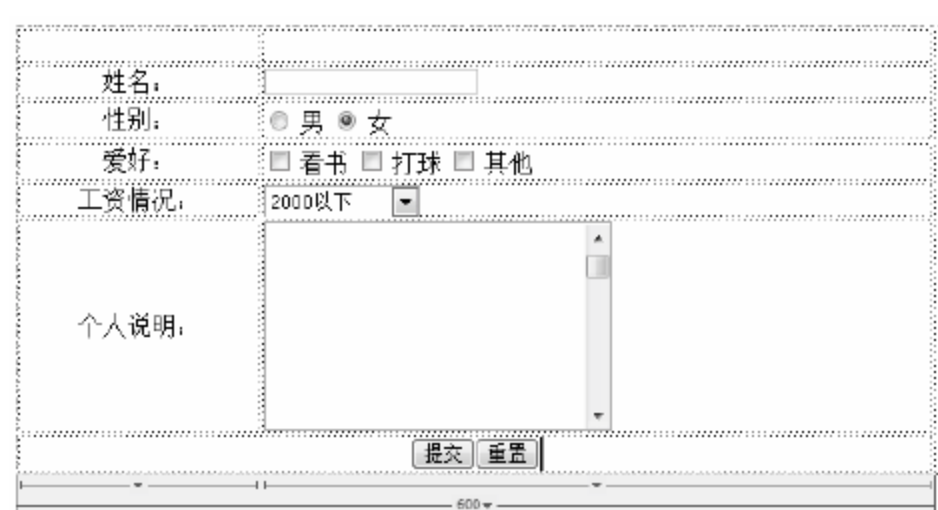 姓名：
性别： 男 女
爱好： 看书 打球 其他
工资情况： 2000以下
个人说明：
提交 重置
600